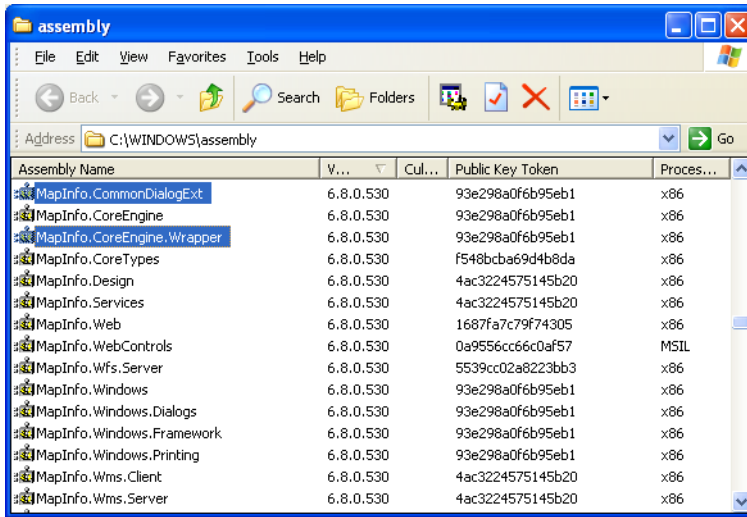 assembly
File Edit View Favorites Tools Help
Back Search Folders
Address C:\WINDOWS\assembly Go
Assembly Name V... Cul... Public Key Token Proces...
MapInfo.CommonDialogExt 6.8.0.530 93e298a0f6b95eb1 x86
MapInfo.CoreEngine 6.8.0.530 93e298a0f6b95eb1 x86
MapInfo.CoreEngine.Wrapper 6.8.0.530 93e298a0f6b95eb1 x86
MapInfo.CoreTypes 6.8.0.530 f548bcba69d4b8da x86
MapInfo.Design 6.8.0.530 4ac3224575145b20 x86
MapInfo.Services 6.8.0.530 4ac3224575145b20 x86
MapInfo.Web 6.8.0.530 1687fa7c79f74305 x86
MapInfo.WebControls 6.8.0.530 0a9556cc66c0af57 MSIL
MapInfo.Wfs.Server 6.8.0.530 5539cc02a8223bb3 x86
MapInfo.Windows 6.8.0.530 93e298a0f6b95eb1 x86
MapInfo.Windows.Dialogs 6.8.0.530 93e298a0f6b95eb1 x86
MapInfo.Windows.Framework 6.8.0.530 93e298a0f6b95eb1 x86
MapInfo.Windows.Printing 6.8.0.530 93e298a0f6b95eb1 x86
MapInfo.Wms.Client 6.8.0.530 4ac3224575145b20 x86
MapInfo.Wms.Server 6.8.0.530 4ac3224575145b20 x86